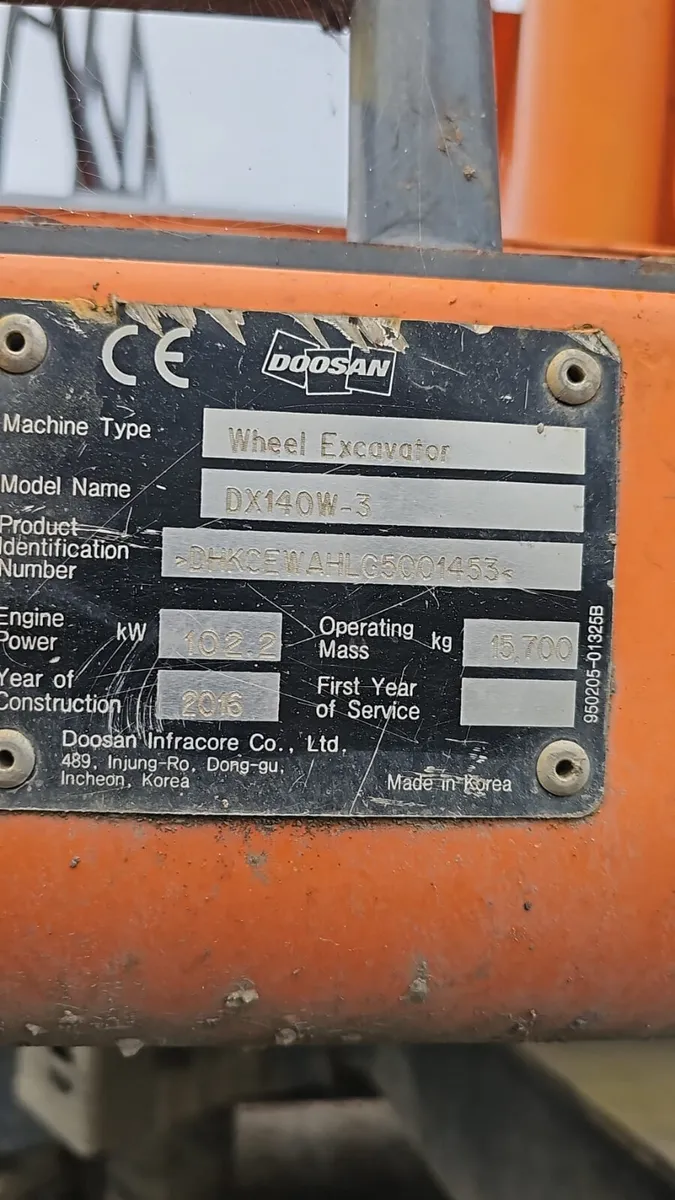 CE DOOSAN
Machine Type Wheel Excavator
Model Name DX140W-3
Product
Identification
Number >DHKCEWAHLG5001453<
Engine
Power kW 102.2 Operating
Mass kg 15,700
Year of
Construction 2016 First Year
of Service
Doosan Infracore Co., Ltd.
489, Injung-Ro, Dong-gu,
Incheon, Korea
Made in Korea
950205-01325B